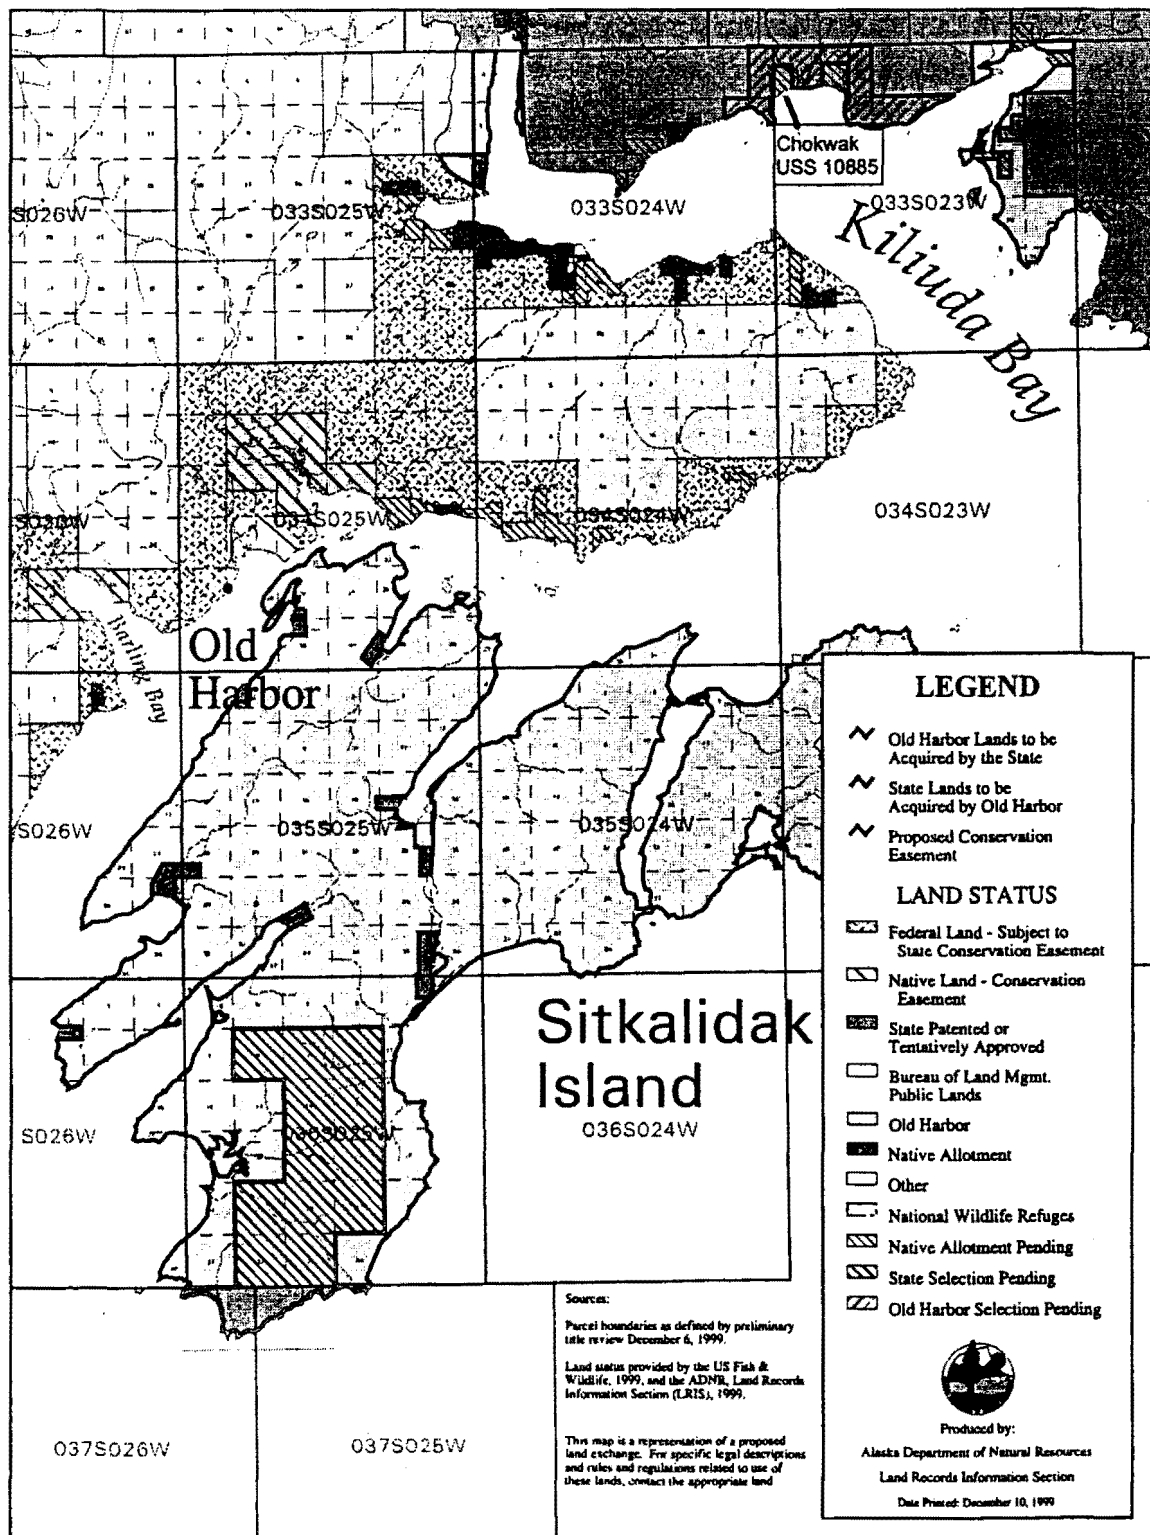 Chokwak
USS 10885
S026W
033S025W
033S024W
033S023W
Kiliuda Bay
034S025W
034S024W
034S023W
Barling Bay
Old
Harbor
S026W
035S025W
035S024W
Sitkalidak
Island
S026W
036S025W
036S024W
037S026W
037S025W
LEGEND
Old Harbor Lands to be
Acquired by the State
State Lands to be
Acquired by Old Harbor
Proposed Conservation
Easement
LAND STATUS
Federal Land - Subject to
State Conservation Easement
Native Land - Conservation
Easement
State Patented or
Tentatively Approved
Bureau of Land Mgmt.
Public Lands
Old Harbor
Native Allotment
Other
National Wildlife Refuges
Native Allotment Pending
State Selection Pending
Old Harbor Selection Pending
Produced by:
Alaska Department of Natural Resources
Land Records Information Section
Date Printed: December 10, 1999
Sources:
Parcel boundaries as defined by preliminary
title review December 6, 1999.
Land status provided by the US Fish &
Wildlife, 1999, and the ADNR, Land Records
Information Section (LRIS), 1999.
This map is a representation of a proposed
land exchange. For specific legal descriptions
and rules and regulations related to use of
these lands, contact the appropriate land